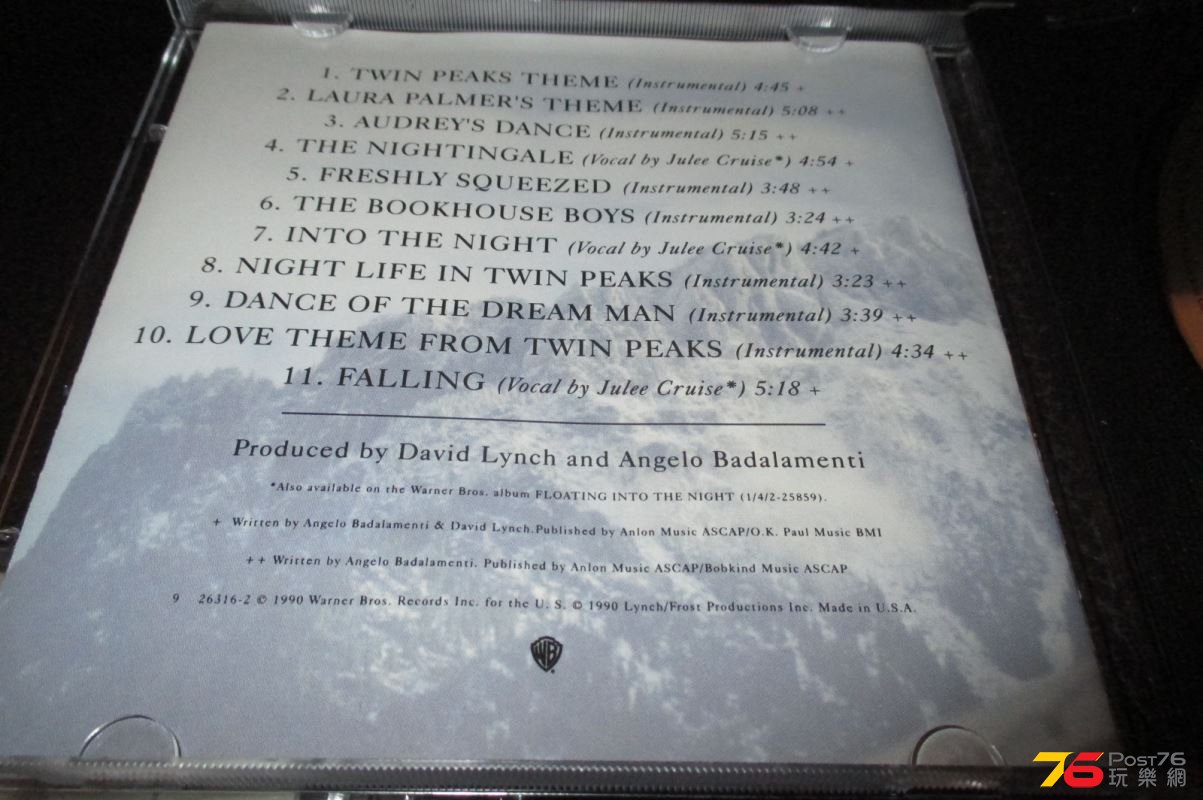 1. TWIN PEAKS THEME (Instrumental) 4:45 +
2. LAURA PALMER'S THEME (Instrumental) 5:08 ++
3. AUDREY'S DANCE (Instrumental) 5:15 ++
4. THE NIGHTINGALE (Vocal by Julee Cruise*) 4:54 +
5. FRESHLY SQUEEZED (Instrumental) 3:48 ++
6. THE BOOKHOUSE BOYS (Instrumental) 3:24 ++
7. INTO THE NIGHT (Vocal by Julee Cruise*) 4:42 +
8. NIGHT LIFE IN TWIN PEAKS (Instrumental) 3:23 ++
9. DANCE OF THE DREAM MAN (Instrumental) 3:39 ++
10. LOVE THEME FROM TWIN PEAKS (Instrumental) 4:34 ++
11. FALLING (Vocal by Julee Cruise*) 5:18 +
Produced by David Lynch and Angelo Badalamenti
*Also available on the Warner Bros. album FLOATING INTO THE NIGHT (1/4/2-25859).
+ Written by Angelo Badalamenti & David Lynch.Published by Anlon Music ASCAP/O.K. Paul Music BMI
++ Written by Angelo Badalamenti. Published by Anlon Music ASCAP/Bobkind Music ASCAP
9 26316-2 © 1990 Warner Bros. Records Inc. for the U. S. © 1990 Lynch/Frost Productions Inc. Made in U.S.A.
WB
76 Post76
玩樂網